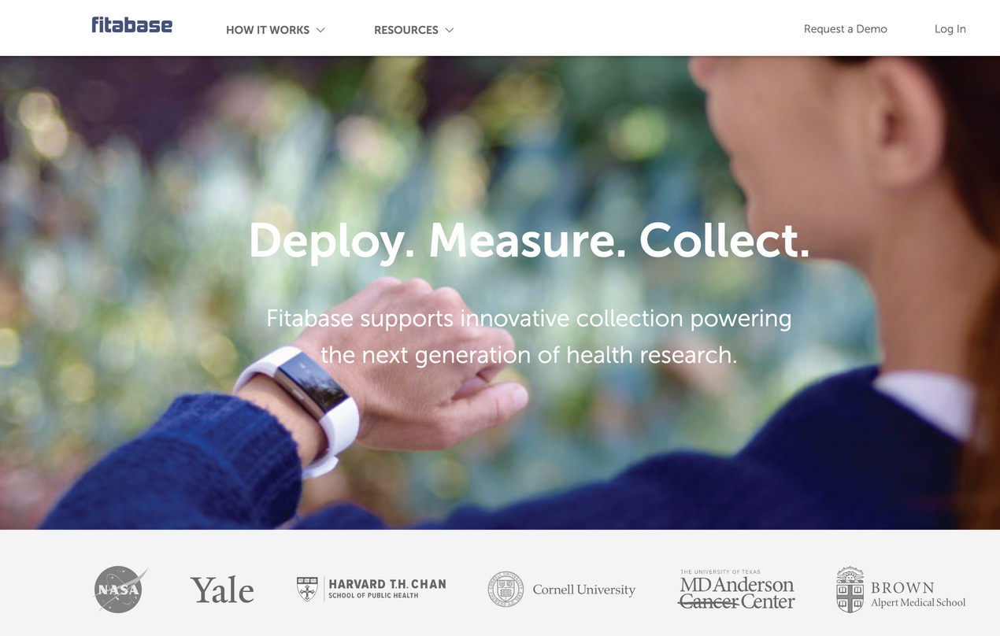 fitabase
HOW IT WORKS
RESOURCES
Request a Demo
Log In
Deploy. Measure. Collect.
Fitabase supports innovative collection powering
the next generation of health research.
NASA
Yale
HARVARD T.H. CHAN
SCHOOL OF PUBLIC HEALTH
Cornell University
THE UNIVERSITY OF TEXAS
MD Anderson
Cancer Center
BROWN
Alpert Medical School